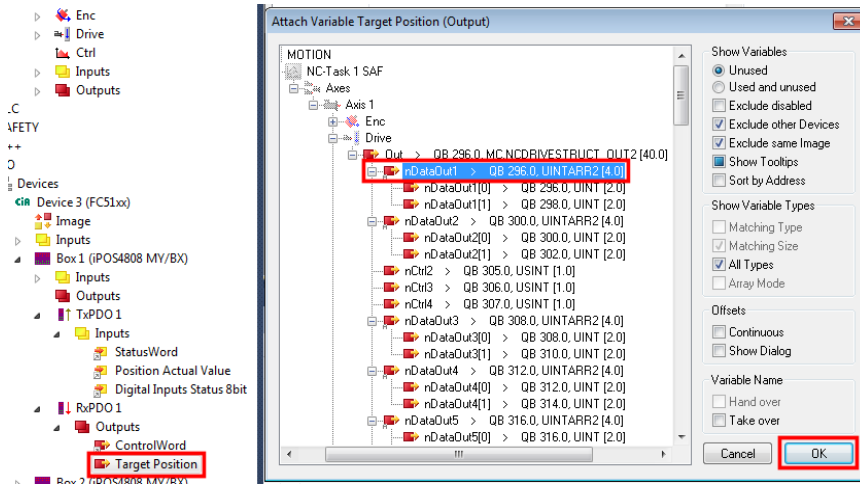 Enc
Drive
Ctrl
Inputs
Outputs
LC
AFETY
++
O
Devices
CiA Device 3 (FC51xx)
Image
Inputs
Box 1 (iPOS4808 MY/BX)
Inputs
Outputs
TxPDO 1
Inputs
StatusWord
Position Actual Value
Digital Inputs Status 8bit
RxPDO 1
Outputs
ControlWord
Target Position
Box 2 (iPOS4808 MY/BX)
Attach Variable Target Position (Output)
MOTION
NC-Task 1 SAF
Axes
Axis 1
Enc
Drive
Out > QB 296.0, MC.NCDRIVESTRUCT_OUT2 [40.0]
nDataOut1 > QB 296.0, UINTARR2 [4.0]
nDataOut1[0] > QB 296.0, UINT [2.0]
nDataOut1[1] > QB 298.0, UINT [2.0]
nDataOut2 > QB 300.0, UINTARR2 [4.0]
nDataOut2[0] > QB 300.0, UINT [2.0]
nDataOut2[1] > QB 302.0, UINT [2.0]
nCtrl2 > QB 305.0, USINT [1.0]
nCtrl3 > QB 306.0, USINT [1.0]
nCtrl4 > QB 307.0, USINT [1.0]
nDataOut3 > QB 308.0, UINTARR2 [4.0]
nDataOut3[0] > QB 308.0, UINT [2.0]
nDataOut3[1] > QB 310.0, UINT [2.0]
nDataOut4 > QB 312.0, UINTARR2 [4.0]
nDataOut4[0] > QB 312.0, UINT [2.0]
nDataOut4[1] > QB 314.0, UINT [2.0]
nDataOut5 > QB 316.0, UINTARR2 [4.0]
nDataOut5[0] > QB 316.0, UINT [2.0]
Show Variables
Unused
Used and unused
Exclude disabled
Exclude other Devices
Exclude same Image
Show Tooltips
Sort by Address
Show Variable Types
Matching Type
Matching Size
All Types
Array Mode
Offsets
Continuous
Show Dialog
Variable Name
Hand over
Take over
Cancel
OK